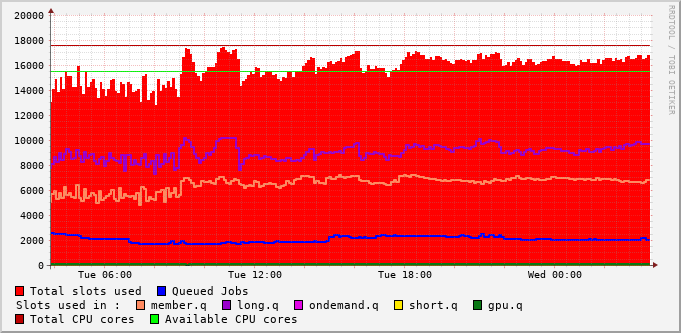 20000
18000
16000
14000
12000
10000
8000
6000
4000
2000
0
Tue 06:00 Tue 12:00 Tue 18:00 Wed 00:00
RRDTOOL / TOBI OETIKER
Total slots used Queued Jobs
Slots used in : member.q long.q ondemand.q short.q gpu.q
Total CPU cores Available CPU cores